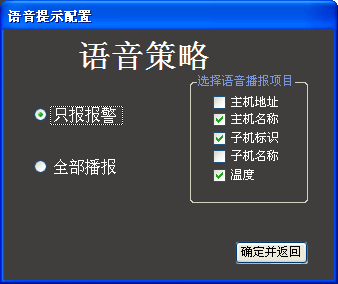 语音提示配置
语音策略
选择语音播报项目
只报报警
全部播报
主机地址
主机名称
子机标识
子机名称
温度
确定并返回